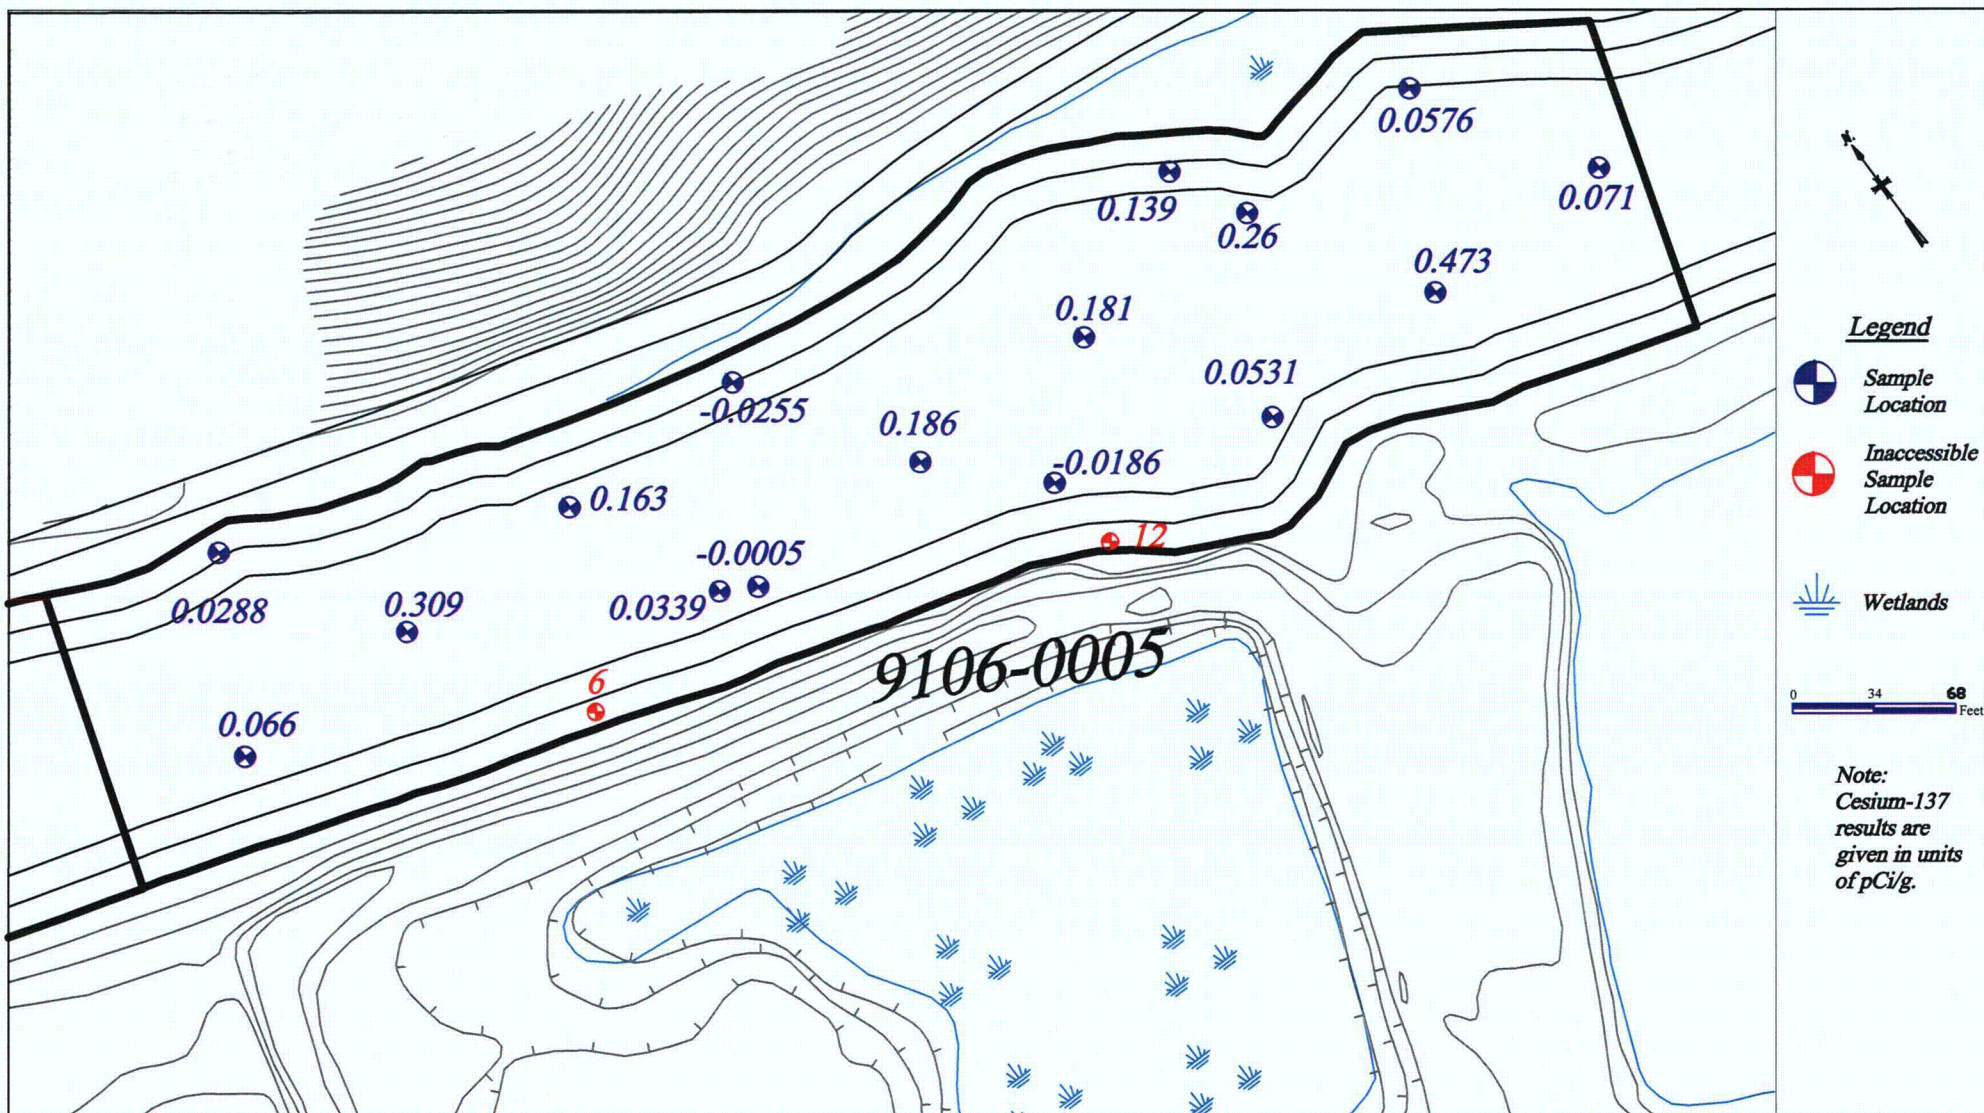 0.0576
0.071
0.139
0.26
0.473
0.181
0.0531
-0.0255
0.186
-0.0186
0.163
12
-0.0005
0.0288
0.309
0.0339
9106-0005
6
0.066
Legend
Sample
Location
Inaccessible
Sample
Location
Wetlands
0 34 68
Feet
Note:
Cesium-137
results are
given in units
of pCi/g.